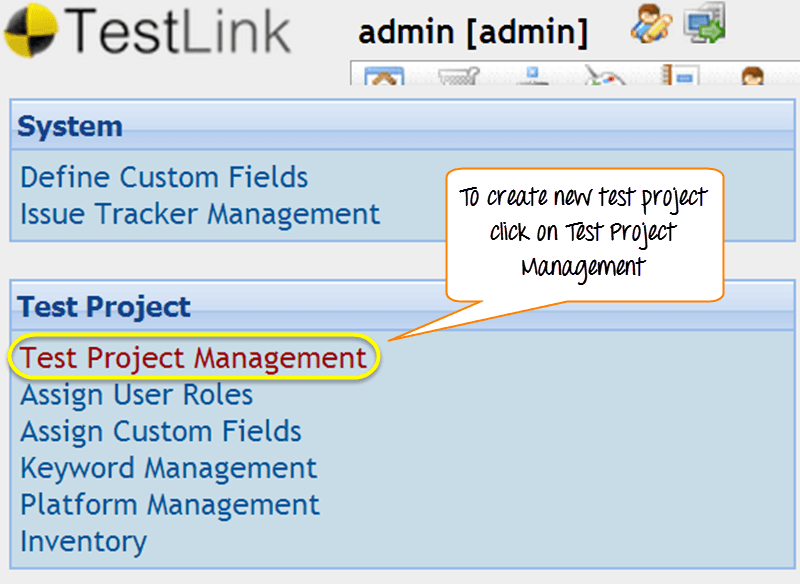 TestLink
admin [admin]
System
Define Custom Fields
Issue Tracker Management
To create new test project
click on Test Project
Management
Test Project
Test Project Management
Assign User Roles
Assign Custom Fields
Keyword Management
Platform Management
Inventory